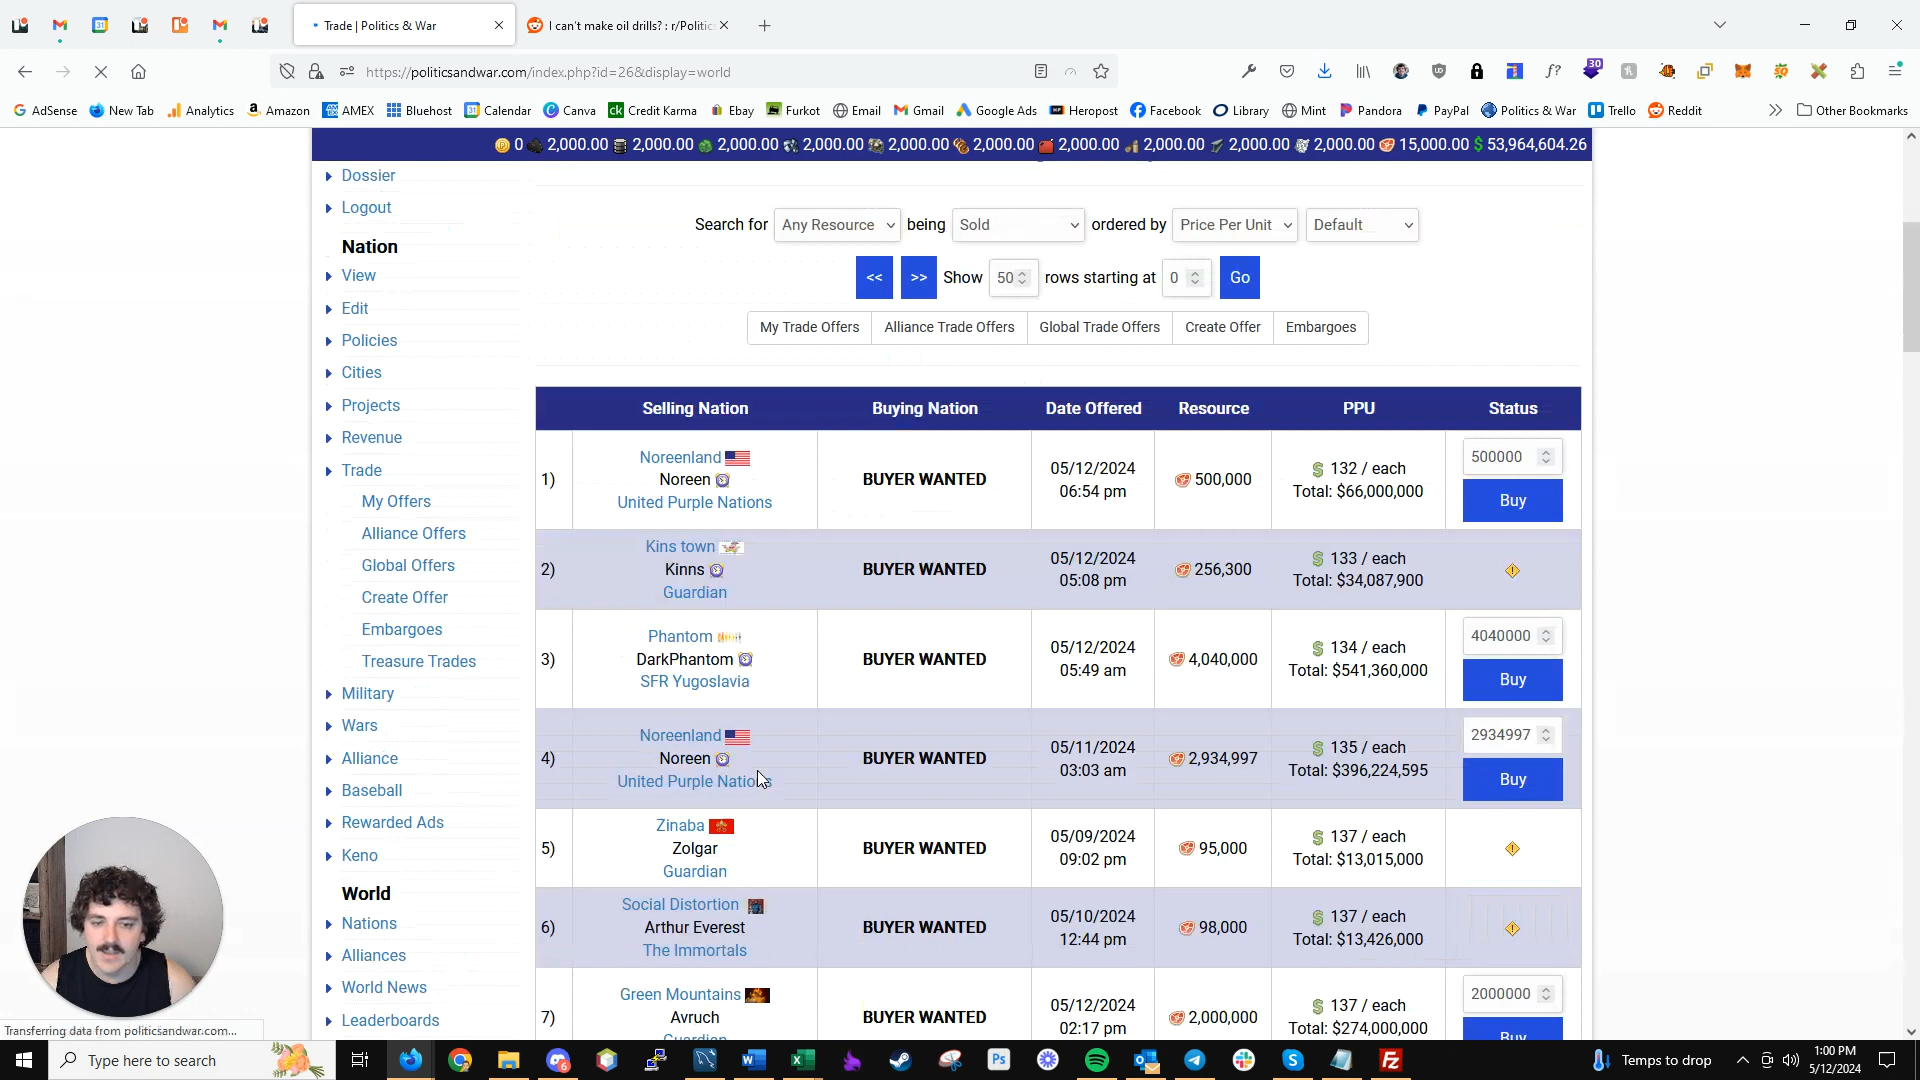 Trade | Politics & War
I can't make oil drills? : r/Politic
https://politicsandwar.com/index.php?id=26&display=world
30
AdSense New Tab Analytics Amazon AMEX Bluehost Calendar Canva Credit Karma Ebay Furkot Email Gmail Google Ads Heropost Facebook Library Mint Pandora PayPal Politics & War Trello Reddit Other Bookmarks
0 2,000.00 2,000.00 2,000.00 2,000.00 2,000.00 2,000.00 2,000.00 2,000.00 2,000.00 2,000.00 15,000.00 $ 53,964,604.26
Dossier
Logout
Nation
View
Edit
Policies
Cities
Projects
Revenue
Trade
My Offers
Alliance Offers
Global Offers
Create Offer
Embargoes
Treasure Trades
Military
Wars
Alliance
Baseball
Rewarded Ads
Keno
World
Nations
Alliances
World News
Leaderboards
Search for Any Resource being Sold ordered by Price Per Unit Default
<< >> Show 50 rows starting at 0 Go
My Trade Offers Alliance Trade Offers Global Trade Offers Create Offer Embargoes
Selling Nation Buying Nation Date Offered Resource PPU Status
1) Noreenland
Noreen
United Purple Nations
BUYER WANTED
05/12/2024
06:54 pm
500,000
$ 132 / each
Total: $66,000,000
500000
Buy
2) Kins town
Kinns
Guardian
BUYER WANTED
05/12/2024
05:08 pm
256,300
$ 133 / each
Total: $34,087,900
3) Phantom
DarkPhantom
SFR Yugoslavia
BUYER WANTED
05/12/2024
05:49 am
4,040,000
$ 134 / each
Total: $541,360,000
4040000
Buy
4) Noreenland
Noreen
United Purple Nations
BUYER WANTED
05/11/2024
03:03 am
2,934,997
$ 135 / each
Total: $396,224,595
2934997
Buy
5) Zinaba
Zolgar
Guardian
BUYER WANTED
05/09/2024
09:02 pm
95,000
$ 137 / each
Total: $13,015,000
6) Social Distortion
Arthur Everest
The Immortals
BUYER WANTED
05/10/2024
12:44 pm
98,000
$ 137 / each
Total: $13,426,000
7) Green Mountains
Avruch
Guardian
BUYER WANTED
05/12/2024
02:17 pm
2,000,000
$ 137 / each
Total: $274,000,000
2000000
Buy
Transferring data from politicsandwar.com...
Type here to search
Temps to drop
1:00 PM
5/12/2024